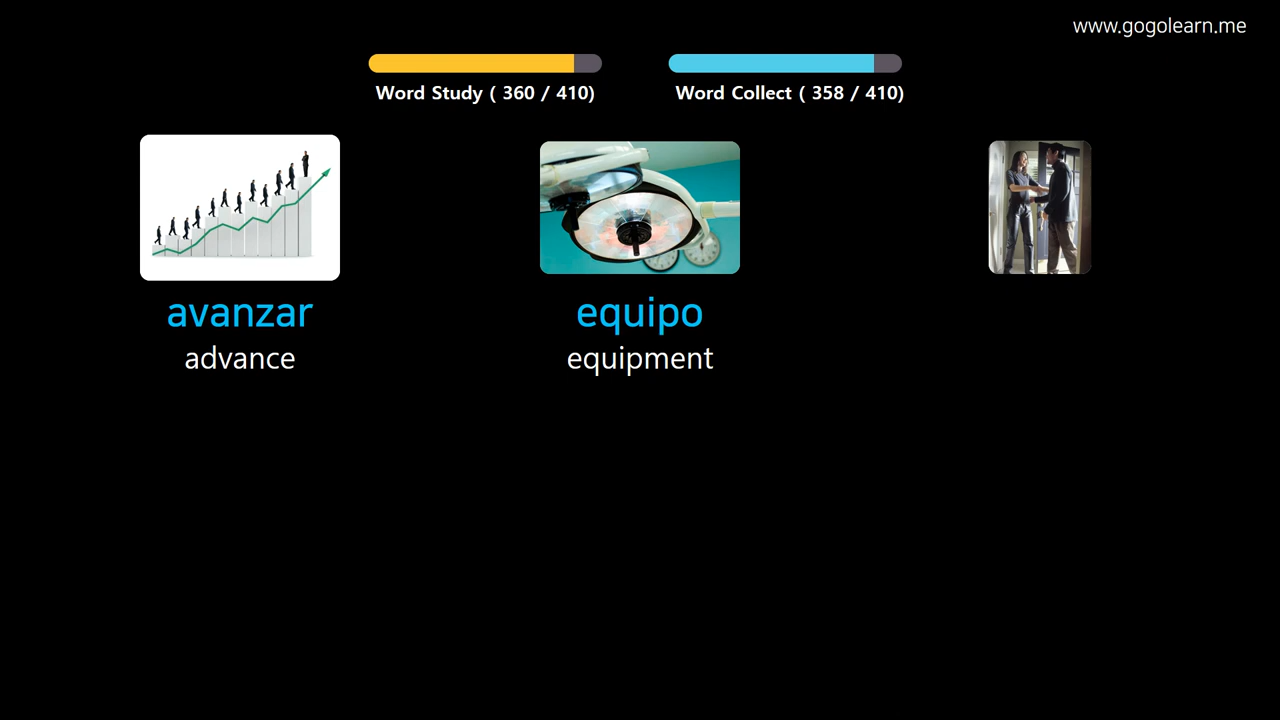 www.gogolearn.me
Word Study ( 360 / 410)
Word Collect ( 358 / 410)
avanzar
advance
equipo
equipment